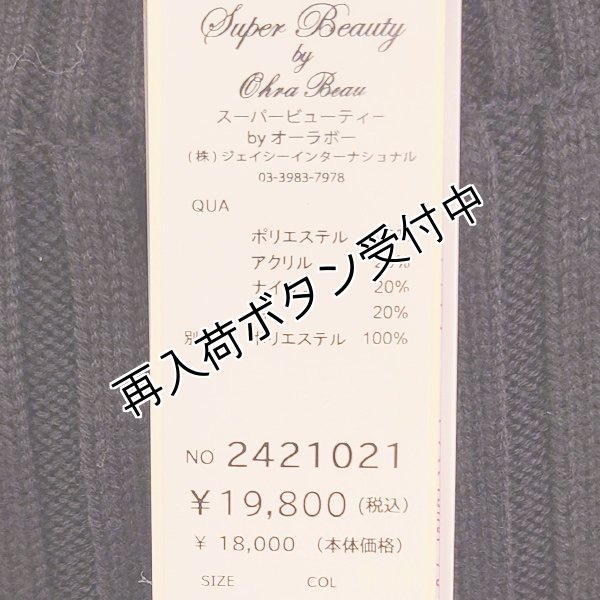 Super Beauty
by
Ohra Beau
スーパービューティー
by オーラボー
(株)ジェイシーインターナショナル
03-3983-7978
QUA
ポリエステル
アクリル
ナイ 20%
20%
別 ポリエステル 100%
再入荷ボタン受付中
NO 2421021
¥19,800(税込)
¥ 18,000 (本体価格)
SIZE COL